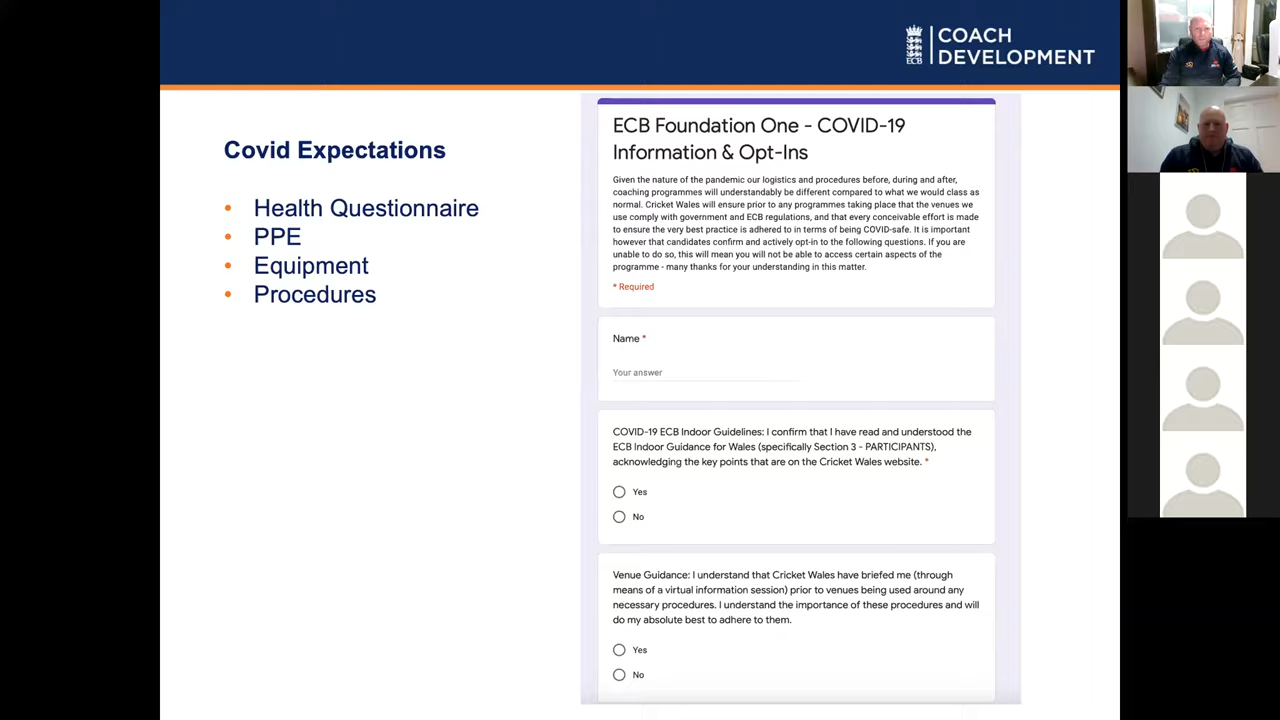 ECB
COACH
DEVELOPMENT
Covid Expectations
• Health Questionnaire
• PPE
• Equipment
• Procedures
ECB Foundation One - COVID-19
Information & Opt-Ins
Given the nature of the pandemic our logistics and procedures before, during and after,
coaching programmes will understandably be different compared to what we would class as
normal. Cricket Wales will ensure prior to any programmes taking place that the venues we
use comply with government and ECB regulations, and that every conceivable effort is made
to ensure the very best practice is adhered to in terms of being COVID-safe. It is important
however that candidates confirm and actively opt-in to the following questions. If you are
unable to do so, this will mean you will not be able to access certain aspects of the
programme - many thanks for your understanding in this matter.
* Required
Name *
Your answer
COVID-19 ECB Indoor Guidelines: I confirm that I have read and understood the
ECB Indoor Guidance for Wales (specifically Section 3 - PARTICIPANTS),
acknowledging the key points that are on the Cricket Wales website. *
Yes
No
Venue Guidance: I understand that Cricket Wales have briefed me (through
means of a virtual information session) prior to venues being used around any
necessary procedures. I understand the importance of these procedures and will
do my absolute best to adhere to them.
Yes
No